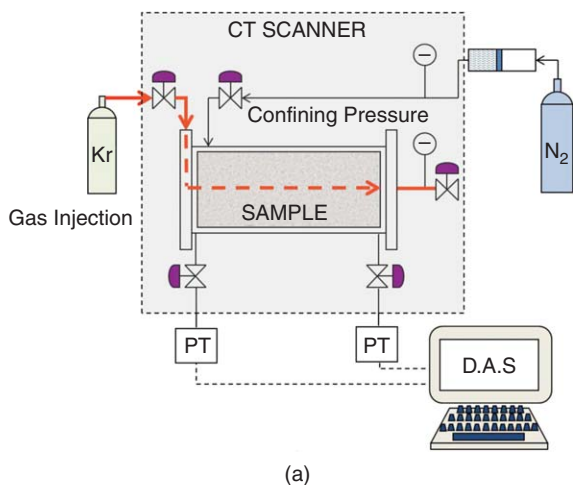 CT SCANNER
Confining Pressure
Kr
N₂
Gas Injection
SAMPLE
PT
PT
D.A.S
(a)